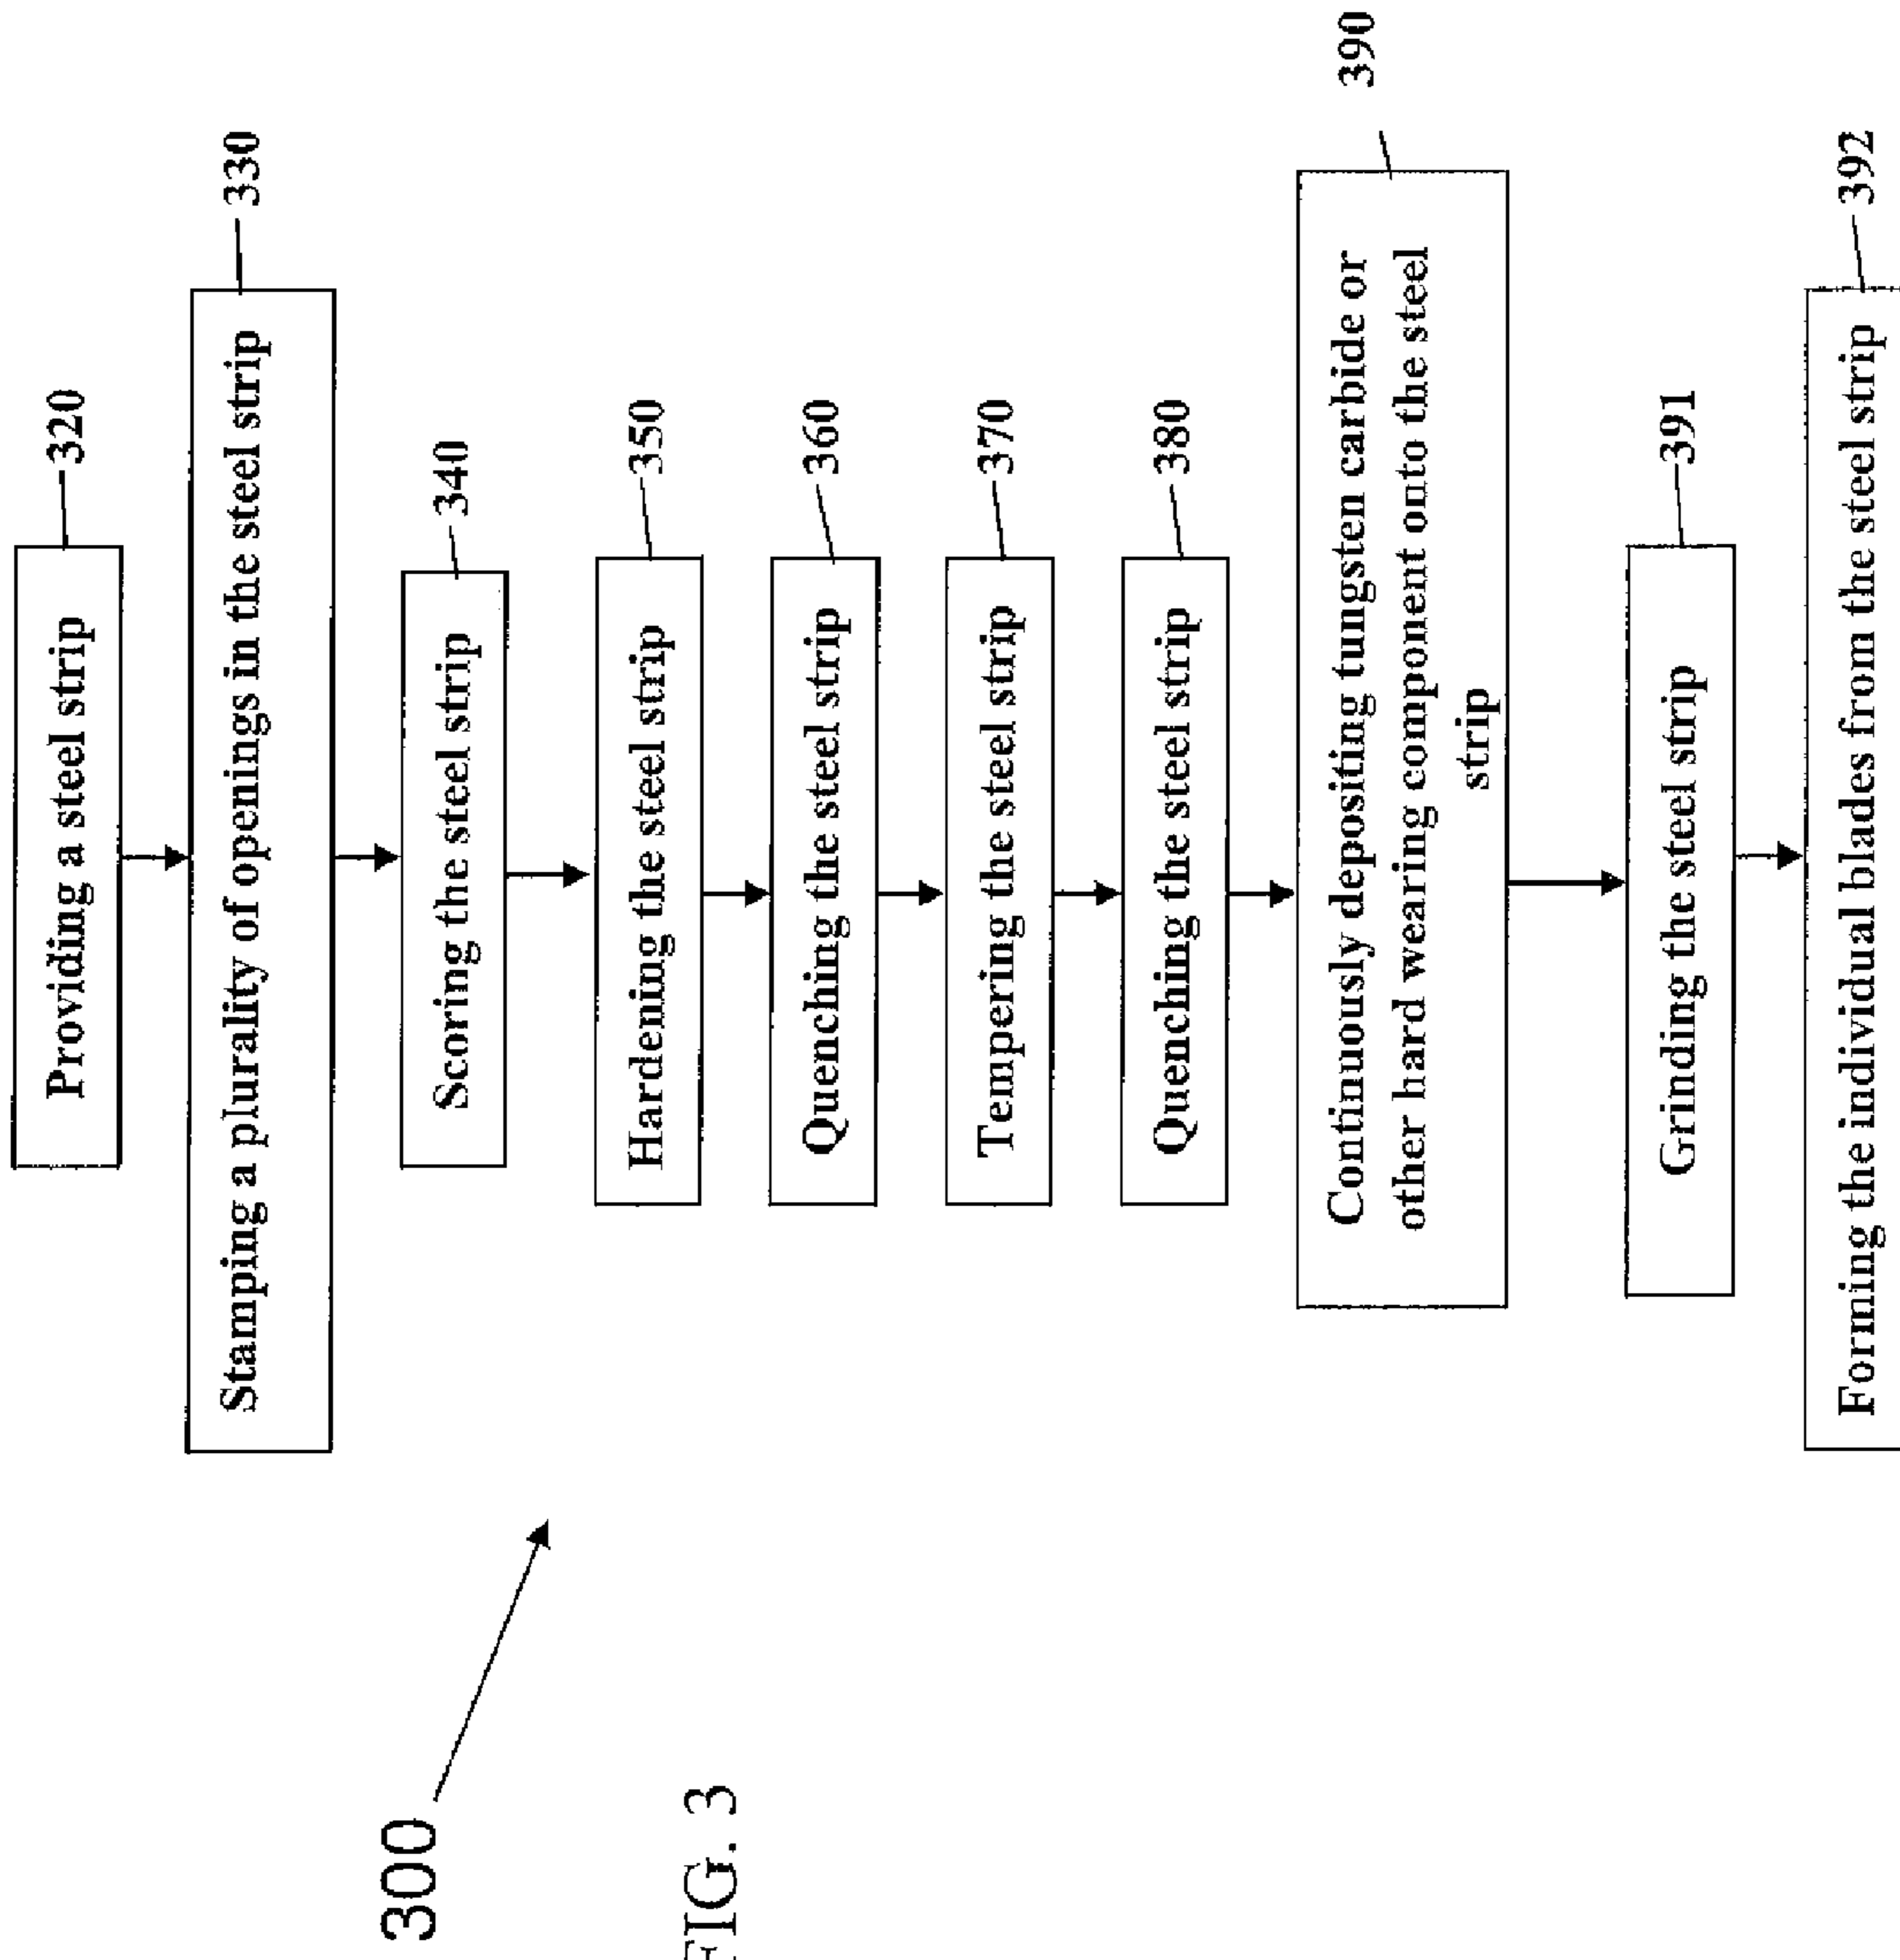 Providing a steel strip
320
Stamping a plurality of openings in the steel strip
330
Scoring the steel strip
340
Hardening the steel strip
350
Quenching the steel strip
360
Tempering the steel strip
370
Quenching the steel strip
380
Continuously depositing tungsten carbide or
other hard wearing component onto the steel
strip
390
Grinding the steel strip
391
Forming the individual blades from the steel strip
392
300
FIG. 3